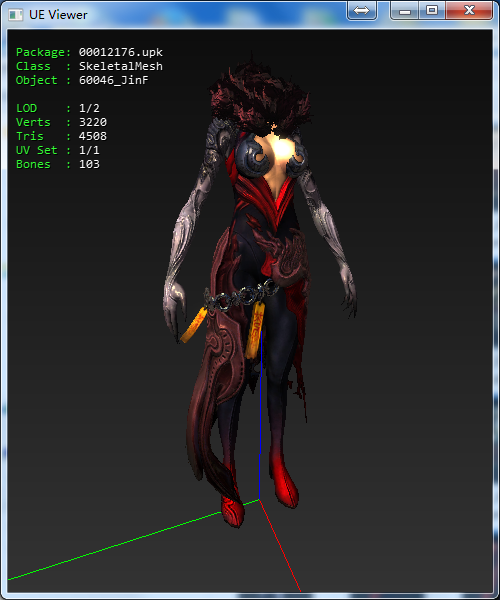 UE Viewer
Package: 00012176.upk
Class : SkeletalMesh
Object : 60046_JinF
LOD : 1/2
Verts : 3220
Tris : 4508
UV Set : 1/1
Bones : 103